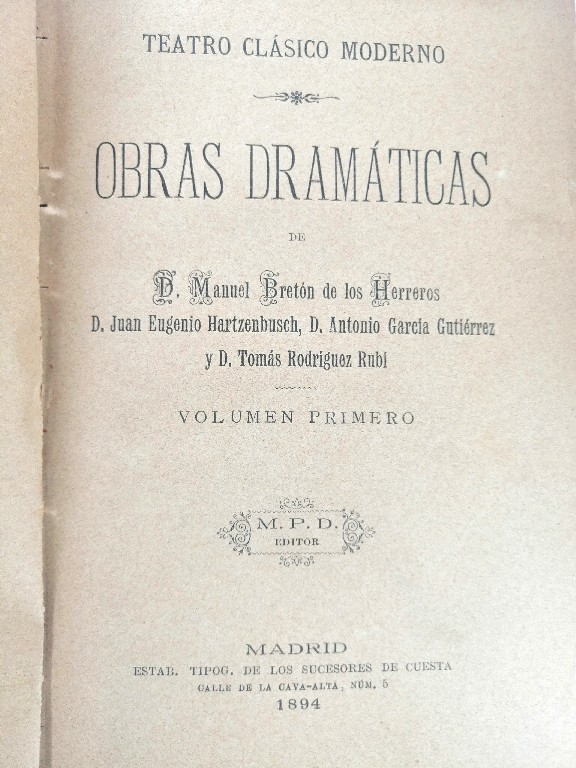 TEATRO CLÁSICO MODERNO
OBRAS DRAMÁTICAS
DE
D. Manuel Bretón de los Herreros
D. Juan Eugenio Hartzenbusch, D. Antonio García Gutiérrez
y D. Tomás Rodríguez Rubí
VOLUMEN PRIMERO
M. P. D.
EDITOR
MADRID
ESTAB. TIPOG. DE LOS SUCESORES DE CUESTA
CALLE DE LA CAVA-ALTA, NÚM. 5
1894